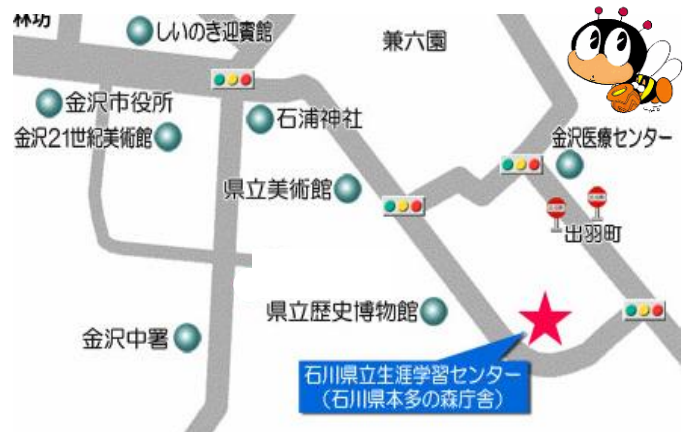 林坊
しいのき迎賓館
兼六園
金沢市役所
石浦神社
金沢21世紀美術館
金沢医療センター
県立美術館
出羽町
県立歴史博物館
金沢中署
石川県立生涯学習センター
（石川県本多の森庁舎）